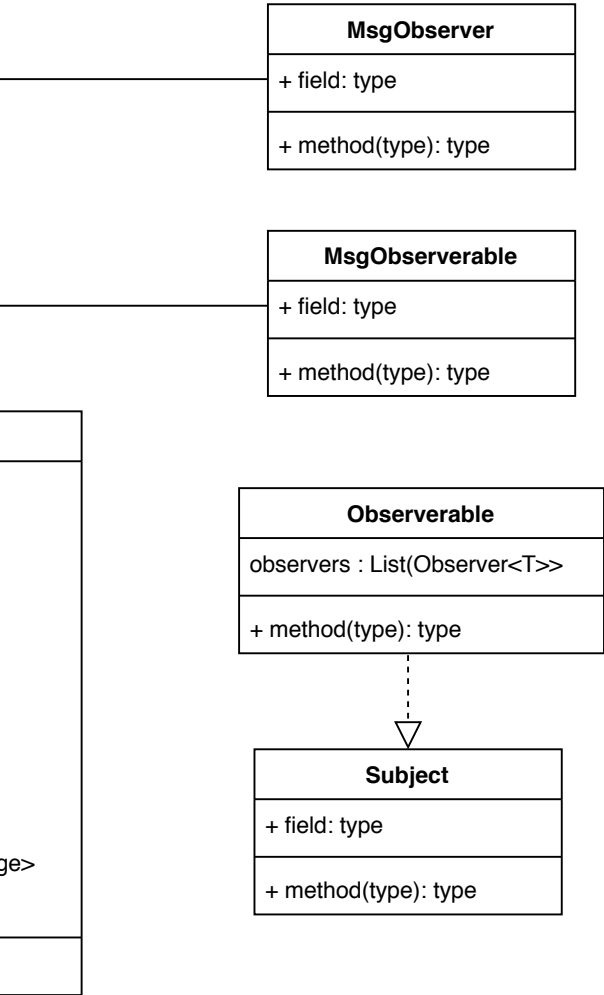 MsgObserver
+ field: type
+ method(type): type
MsgObserverable
+ field: type
+ method(type): type
Observerable
observers : List(Observer<T>>
+ method(type): type
Subject
+ field: type
ge>
+ method(type): type